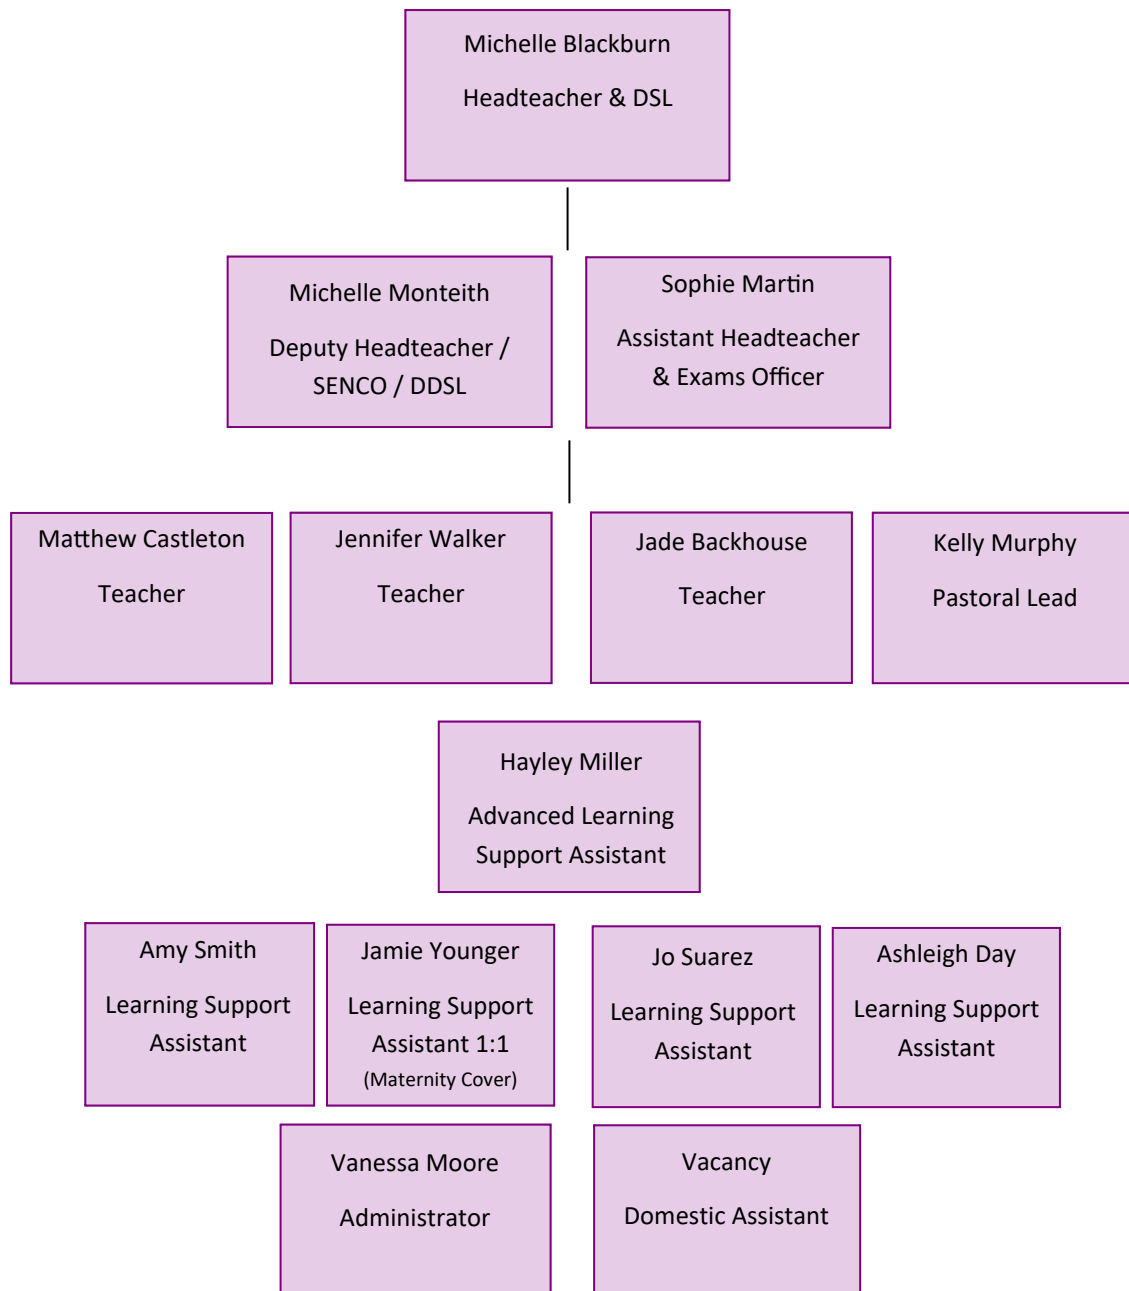 Michelle Blackburn
Headteacher & DSL
Michelle Monteith
Deputy Headteacher /
SENCO / DDSL
Sophie Martin
Assistant Headteacher
& Exams Officer
Matthew Castleton
Teacher
Jennifer Walker
Teacher
Jade Backhouse
Teacher
Kelly Murphy
Pastoral Lead
Hayley Miller
Advanced Learning
Support Assistant
Amy Smith
Learning Support
Assistant
Jamie Younger
Learning Support
Assistant 1:1
(Maternity Cover)
Jo Suarez
Learning Support
Assistant
Ashleigh Day
Learning Support
Assistant
Vanessa Moore
Administrator
Vacancy
Domestic Assistant